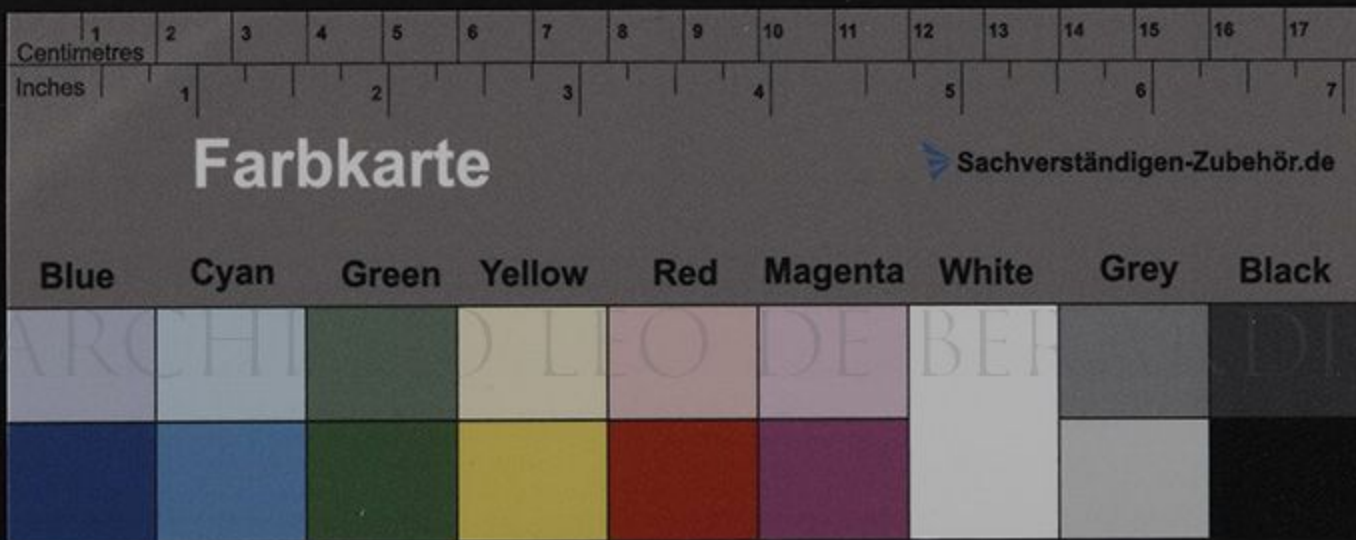 1 2 3 4 5 6 7 8 9 10 11 12 13 14 15 16 17
Centimetres
Inches 1 2 3 4 5 6 7
Farbkarte
Sachverständigen-Zubehör.de
Blue Cyan Green Yellow Red Magenta White Grey Black
LEO DE